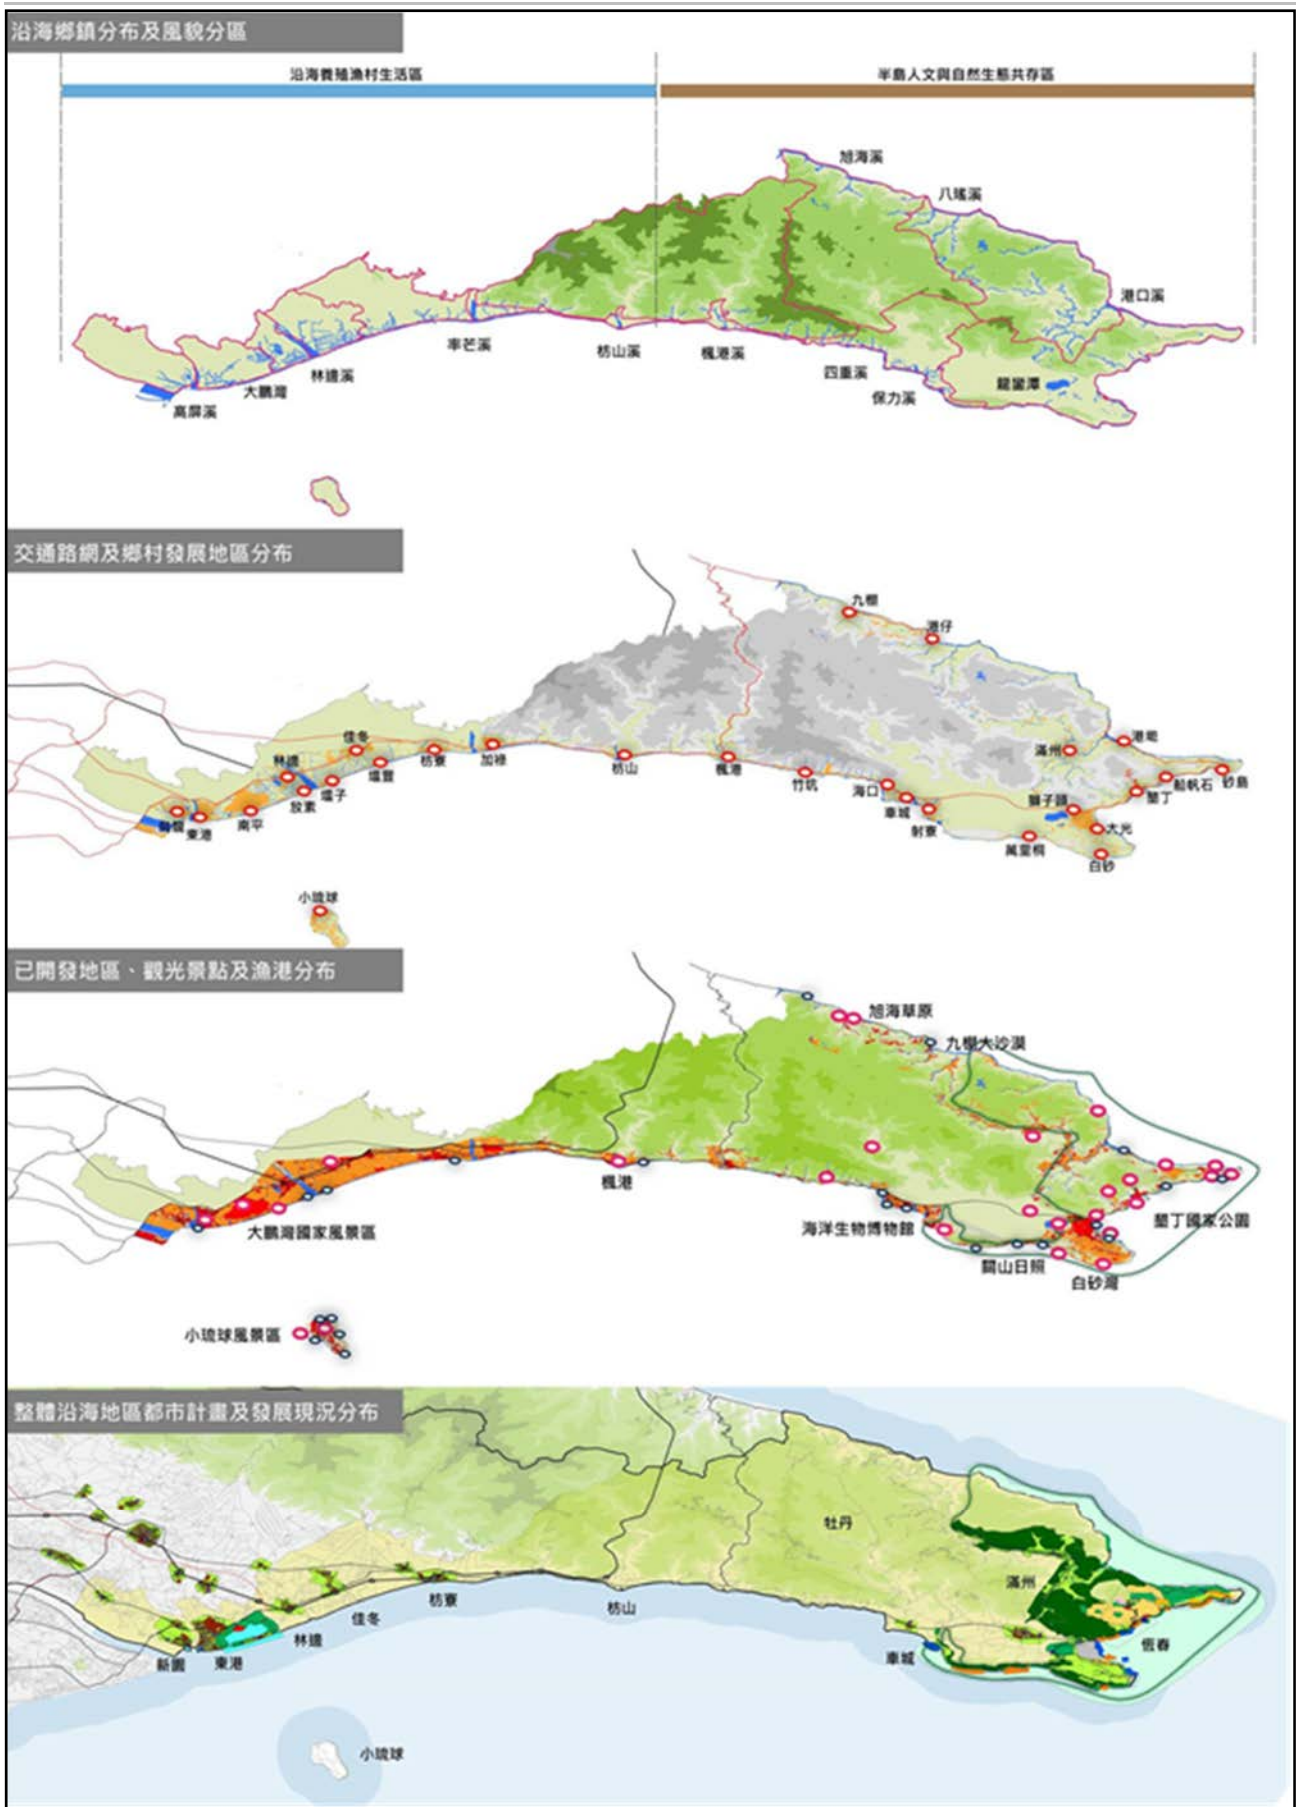 沿海鄉鎮分布及風貌分區
沿海養殖漁村生活區
半島人文與自然生態共存區
旭海溪
八瑤溪
港口溪
率芒溪
枋山溪
楓港溪
林邊溪
四重溪
龍鑾潭
大鵬灣
保力溪
高屏溪
交通路網及鄉村發展地區分布
九棚
港仔
佳冬
港墘
滿州
林邊
塭豐
枋寮
加祿
枋山
楓港
竹坑
海口
船帆石
砂島
放索
塭子
墾丁
東港
南平
車城
獅子頭
射寮
大光
萬里桐
白砂
小琉球
已開發地區、觀光景點及漁港分布
旭海草原
九棚大沙漠
楓港
大鵬灣國家風景區
海洋生物博物館
墾丁國家公園
關山日照
白砂灣
小琉球風景區
整體沿海地區都市計畫及發展現況分布
牡丹
滿州
枋寮
枋山
佳冬
林邊
恆春
新園
東港
車城
小琉球